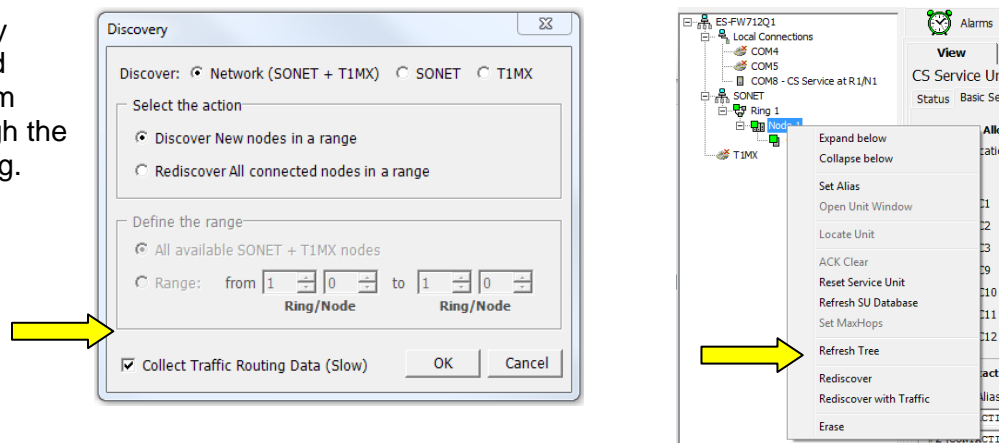 g.
Discovery
Discover: Network (SONET + T1MX) SONET T1MX
Select the action
Discover New nodes in a range
Rediscover All connected nodes in a range
Define the range
All available SONET + T1MX nodes
Range: from 1 0 to 1 0
Ring/Node Ring/Node
Collect Traffic Routing Data (Slow) OK Cancel
ES-FW712Q1
Local Connections
COM4
COM5
COM8 - CS Service at R1/N1
SONET
Ring 1
Node 1
T1MX
Alarms
View
CS Service
Status Basic
Expand below
Collapse below
Set Alias
Open Unit Window
Locate Unit
ACK Clear
Reset Service Unit
Refresh SU Database
Set MaxHops
Refresh Tree
Rediscover
Rediscover with Traffic
Erase